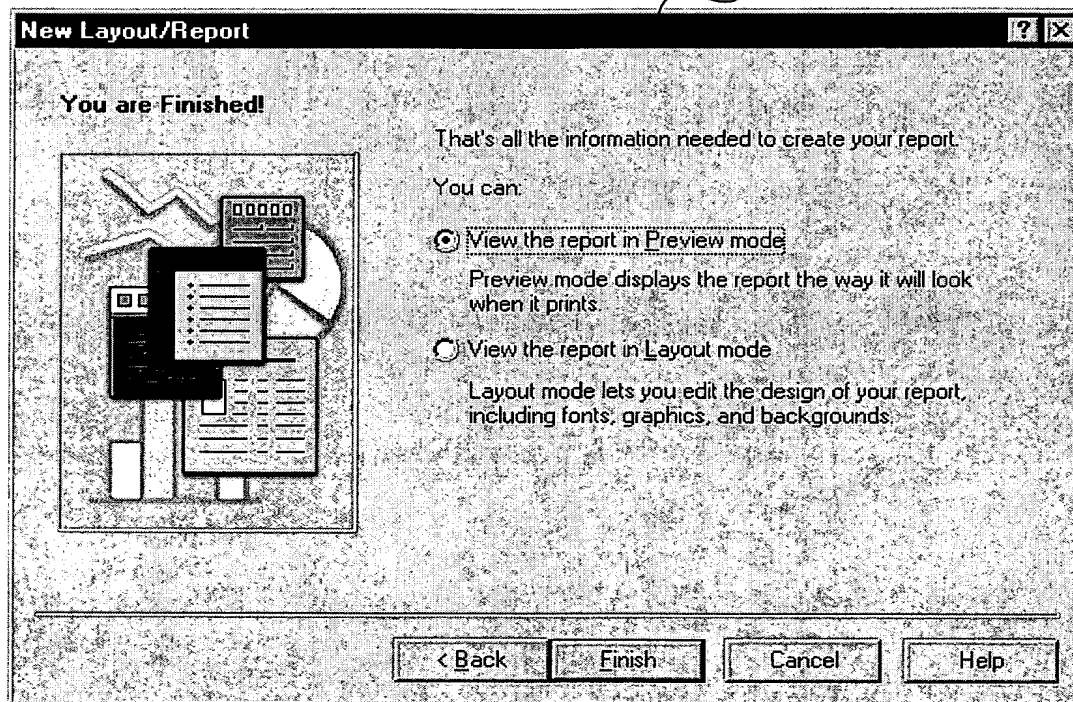 New Layout/Report
You are Finished!
That's all the information needed to create your report.
You can:
View the report in Preview mode
Preview mode displays the report the way it will look
when it prints.
View the report in Layout mode
Layout mode lets you edit the design of your report,
including fonts, graphics, and backgrounds.
< Back
Finish
Cancel
Help